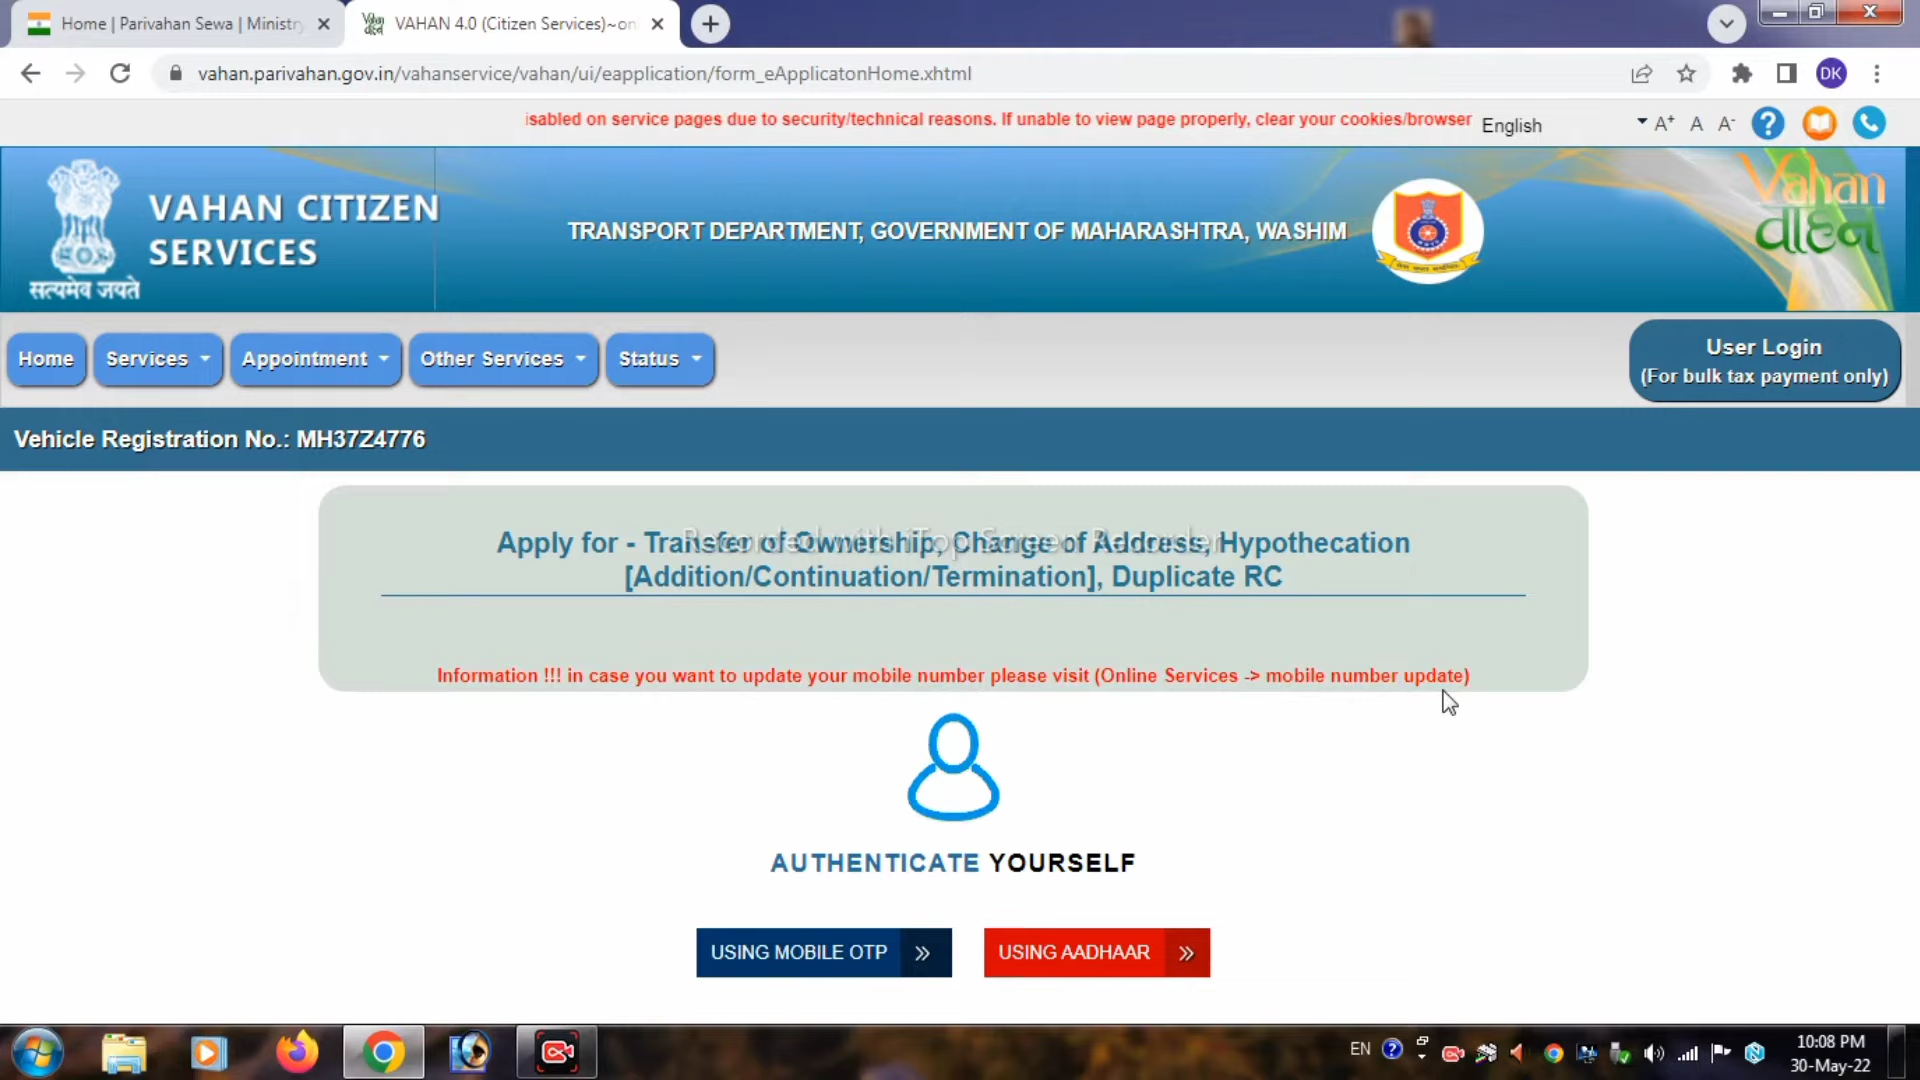 Home | Parivahan Sewa | Ministry
VAHAN 4.0 (Citizen Services)~on
vahan.parivahan.gov.in/vahanservice/vahan/ui/eapplication/form_eApplicatonHome.xhtml
DK
isabled on service pages due to security/technical reasons. If unable to view page properly, clear your cookies/browser
English
A+ A A-
?
सत्यमेव जयते
VAHAN CITIZEN
SERVICES
TRANSPORT DEPARTMENT, GOVERNMENT OF MAHARASHTRA, WASHIM
Vahan
वाहन
Home
Services
Appointment
Other Services
Status
User Login
(For bulk tax payment only)
Vehicle Registration No.: MH37Z4776
Apply for - Transfer of Ownership, Change of Address, Hypothecation
[Addition/Continuation/Termination], Duplicate RC
Recorded with iTop Screen Recorder
Information !!! in case you want to update your mobile number please visit (Online Services -> mobile number update)
AUTHENTICATE YOURSELF
USING MOBILE OTP »
USING AADHAAR »
EN
?
10:08 PM
30-May-22